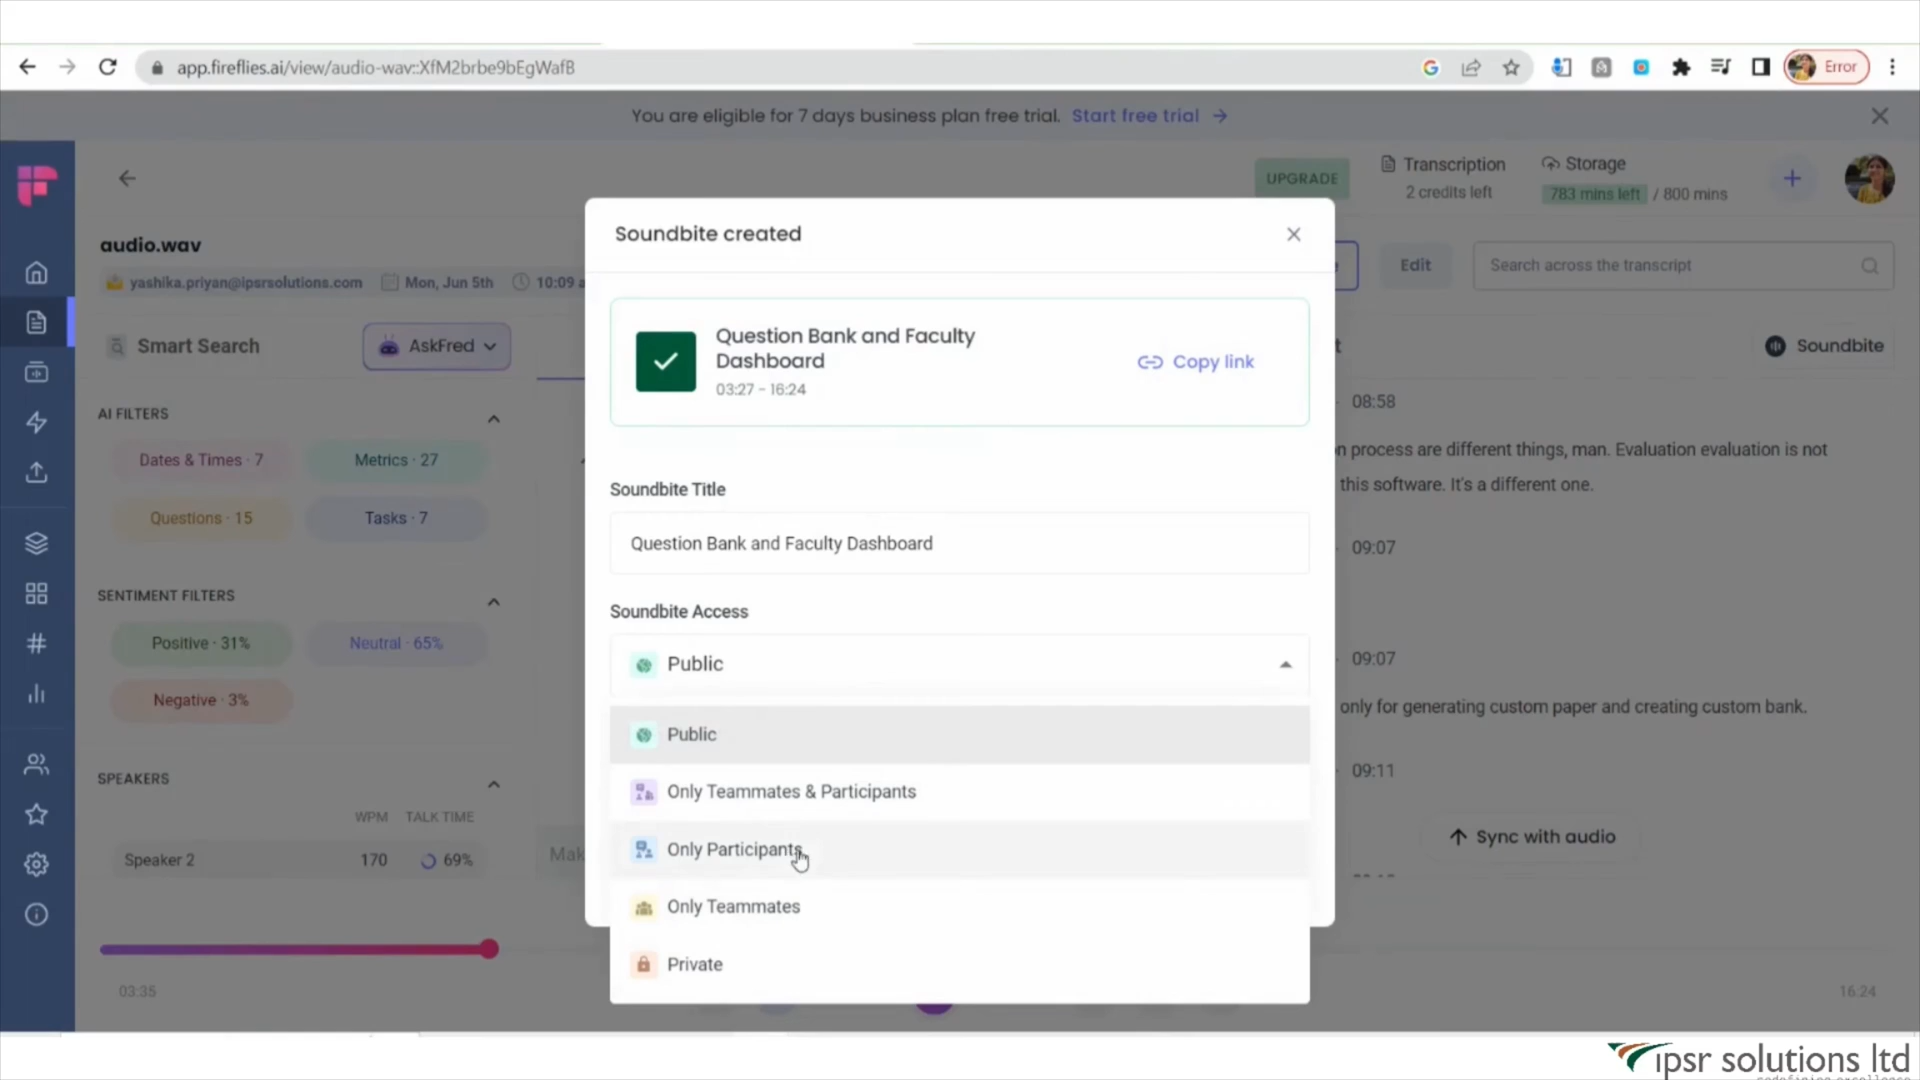 app.fireflies.ai/view/audio-wav::XfM2brbe9bEgWafB
Error
You are eligible for 7 days business plan free trial. Start free trial →
UPGRADE
Transcription
2 credits left
Storage
783 mins left / 800 mins
audio.wav
yashika.priyan@ipsrsolutions.com Mon, Jun 5th 10:09 a
Smart Search
AskFred
AI FILTERS
Dates & Times · 7
Metrics · 27
Questions · 15
Tasks · 7
SENTIMENT FILTERS
Positive · 31%
Neutral · 65%
Negative · 3%
SPEAKERS
WPM TALK TIME
Speaker 2 170 69%
03:35
Soundbite created
Question Bank and Faculty
Dashboard
03:27 - 16:24
Copy link
Soundbite Title
Question Bank and Faculty Dashboard
Soundbite Access
Public
Public
Only Teammates & Participants
Only Participants
Only Teammates
Private
Edit
Search across the transcript
Soundbite
08:58
n process are different things, man. Evaluation evaluation is not
this software. It's a different one.
09:07
09:07
only for generating custom paper and creating custom bank.
09:11
Sync with audio
16:24
ipsr solutions ltd